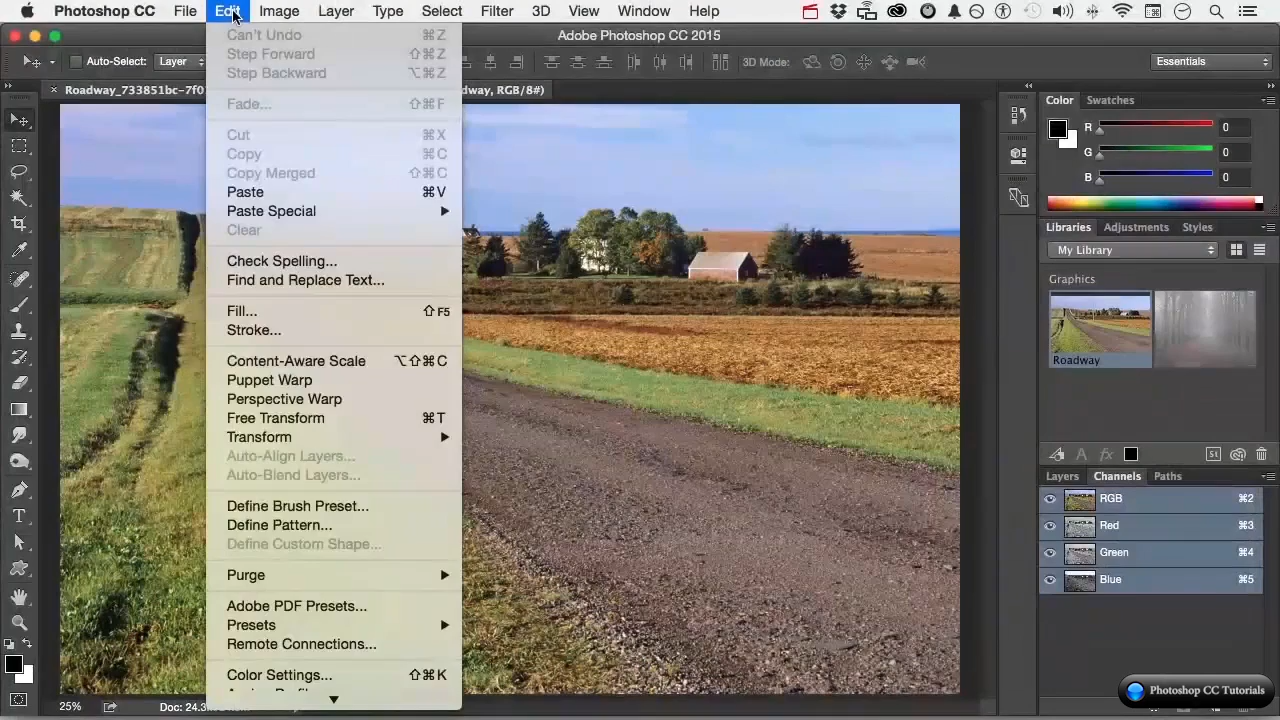 Photoshop CC File Edit Image Layer Type Select Filter 3D View Window Help
Adobe Photoshop CC 2015
Auto-Select: Layer 3D Mode: Essentials
× Roadway_733851bc-7f0 dway, RGB/8#)
Can't Undo ⌘Z
Step Forward ⇧⌘Z
Step Backward ⌥⌘Z
Fade... ⇧⌘F
Cut ⌘X
Copy ⌘C
Copy Merged ⇧⌘C
Paste ⌘V
Paste Special
Clear
Check Spelling...
Find and Replace Text...
Fill... ⇧F5
Stroke...
Content-Aware Scale ⌥⇧⌘C
Puppet Warp
Perspective Warp
Free Transform ⌘T
Transform
Auto-Align Layers...
Auto-Blend Layers...
Define Brush Preset...
Define Pattern...
Define Custom Shape...
Purge
Adobe PDF Presets...
Presets
Remote Connections...
Color Settings... ⇧⌘K
25% Doc: 24.3
Color Swatches
R 0
G 0
B 0
Libraries Adjustments Styles
My Library
Graphics
Roadway
Layers Channels Paths
RGB ⌘2
Red ⌘3
Green ⌘4
Blue ⌘5
Photoshop CC Tutorials